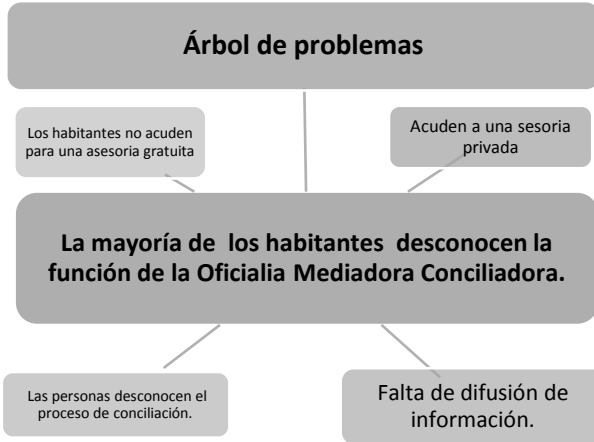 Árbol de problemas
Los habitantes no acuden
para una asesoria gratuita
Acuden a una sesoria
privada
La mayoría de los habitantes desconocen la
función de la Oficialia Mediadora Conciliadora.
Las personas desconocen el
proceso de conciliación.
Falta de difusión de
información.